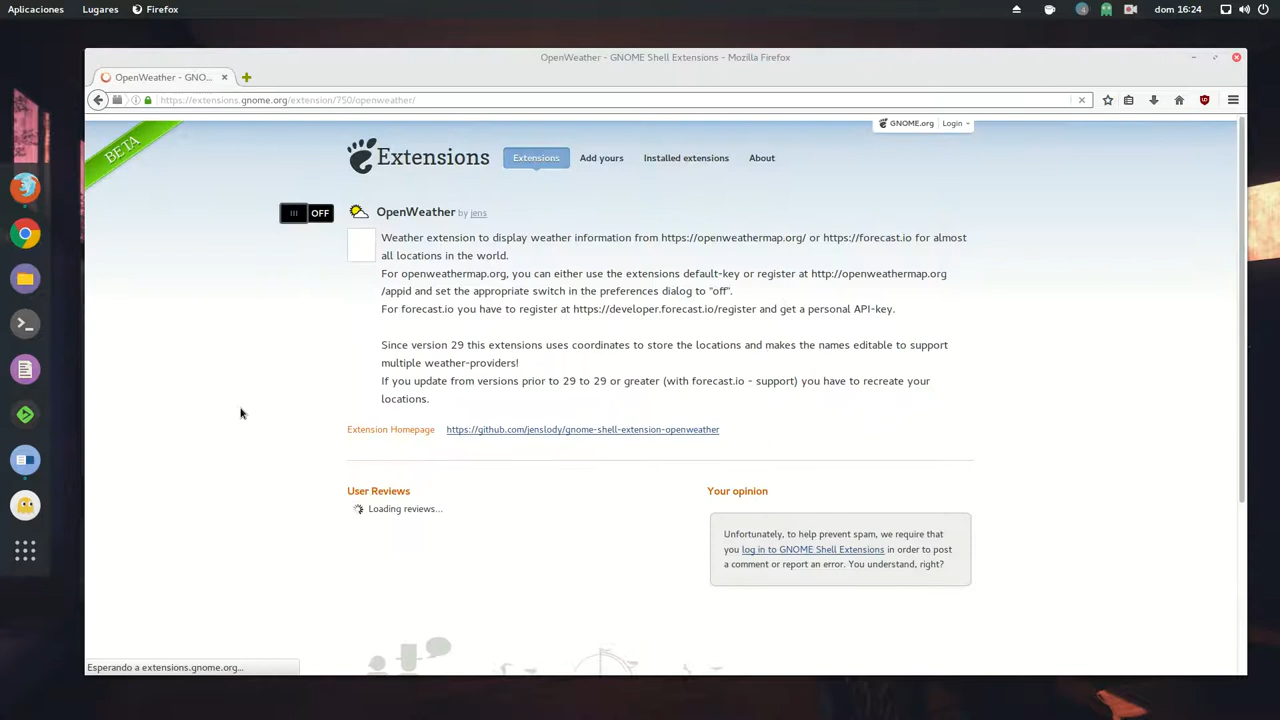 Aplicaciones Lugares Firefox dom 16:24
OpenWeather - GNOME Shell Extensions - Mozilla Firefox
OpenWeather - GNO...
https://extensions.gnome.org/extension/750/openweather/
GNOME.org Login
BETA
Extensions Extensions Add yours Installed extensions About
OFF OpenWeather by jens
Weather extension to display weather information from https://openweathermap.org/ or https://forecast.io for almost
all locations in the world.
For openweathermap.org, you can either use the extensions default-key or register at http://openweathermap.org
/appid and set the appropriate switch in the preferences dialog to "off".
For forecast.io you have to register at https://developer.forecast.io/register and get a personal API-key.
Since version 29 this extensions uses coordinates to store the locations and makes the names editable to support
multiple weather-providers!
If you update from versions prior to 29 to 29 or greater (with forecast.io - support) you have to recreate your
locations.
Extension Homepage https://github.com/jenslody/gnome-shell-extension-openweather
User Reviews
Loading reviews...
Your opinion
Unfortunately, to help prevent spam, we require that
you log in to GNOME Shell Extensions in order to post
a comment or report an error. You understand, right?
Esperando a extensions.gnome.org...